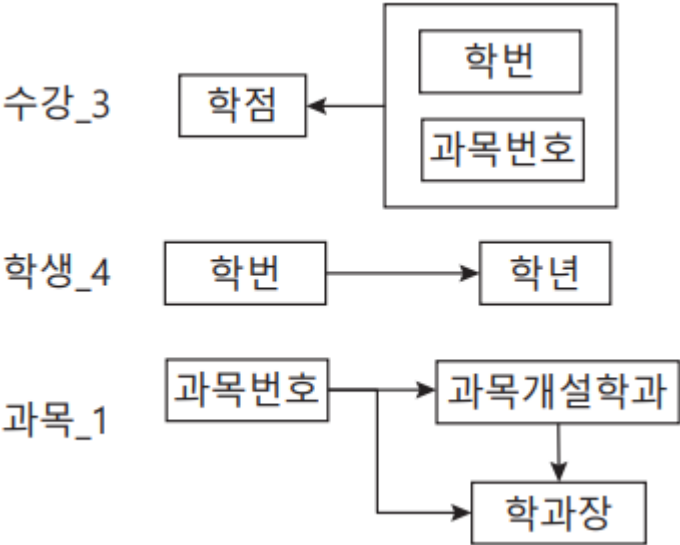 수강_3
학점
학번
과목번호
학생_4
학번
학년
과목_1
과목번호
과목개설학과
학과장